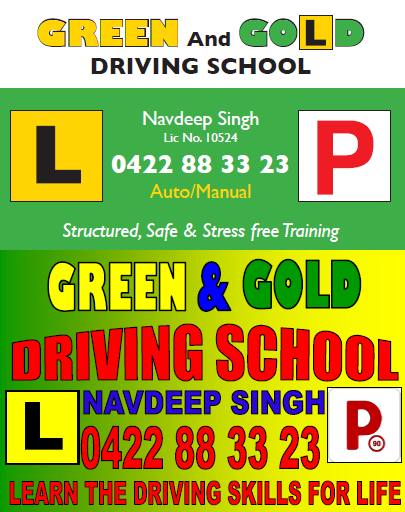 GREEN And GOLD
DRIVING SCHOOL
Navdeep Singh
Lic No. 10524
L
0422 88 33 23
P
Auto/Manual
Structured, Safe & Stress free Training
GREEN & GOLD
DRIVING SCHOOL
L
NAVDEEP SINGH
P
90
0422 88 33 23
LEARN THE DRIVING SKILLS FOR LIFE